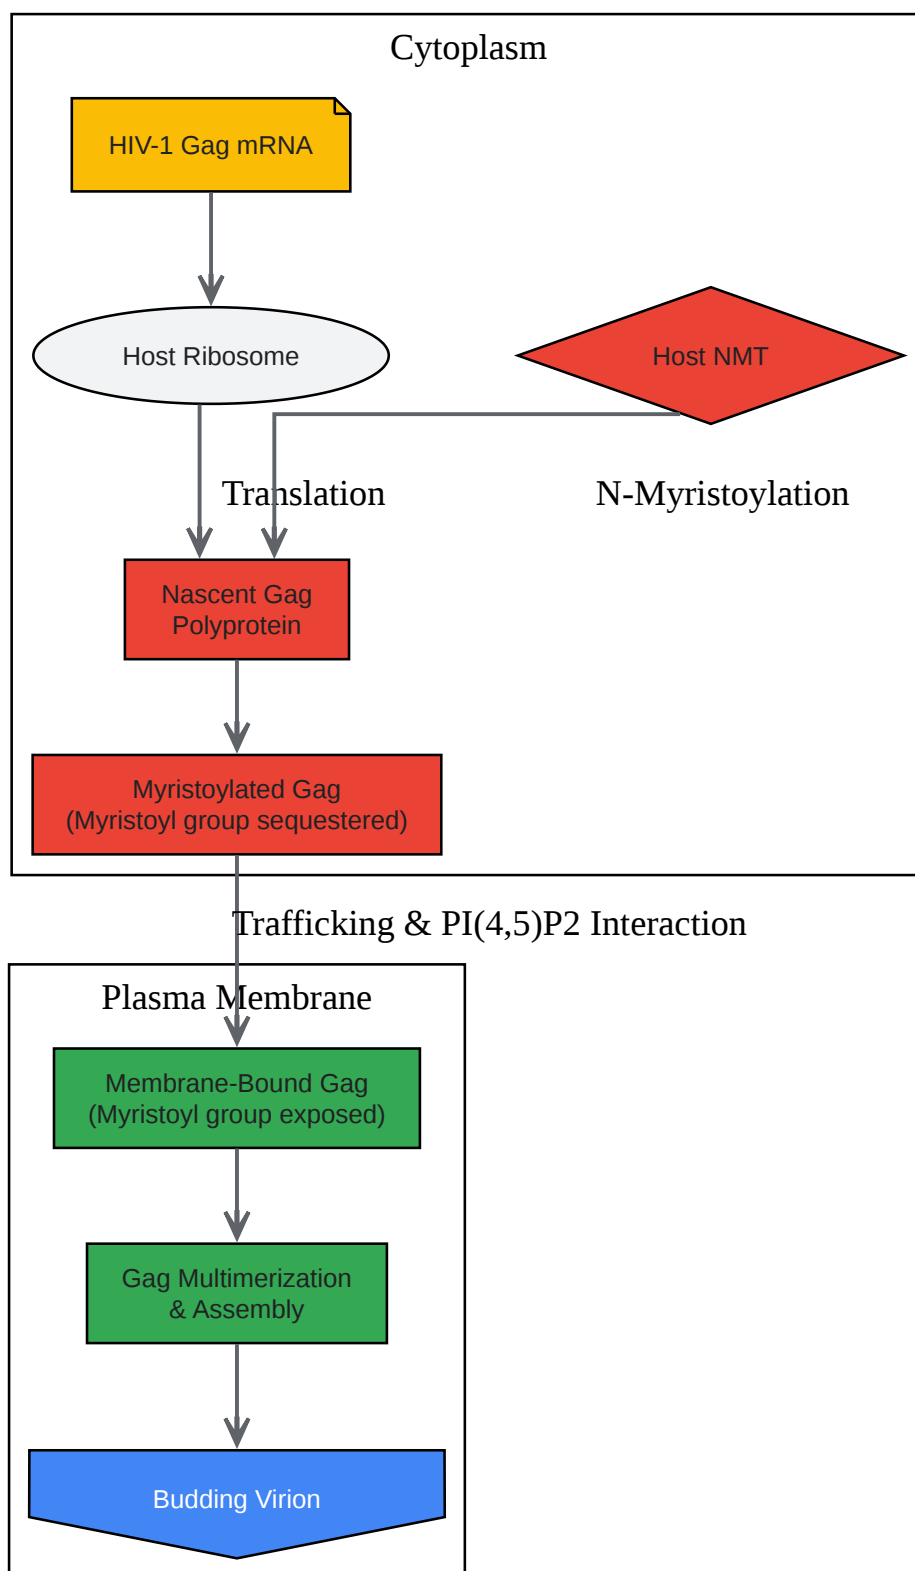 Cytoplasm
HIV-1 Gag mRNA
Host Ribosome
Host NMT
Translation
N-Myristoylation
Nascent Gag
Polyprotein
Myristoylated Gag
(Myristoyl group sequestered)
Trafficking & PI(4,5)P2 Interaction
Plasma Membrane
Membrane-Bound Gag
(Myristoyl group exposed)
Gag Multimerization
& Assembly
Budding Virion